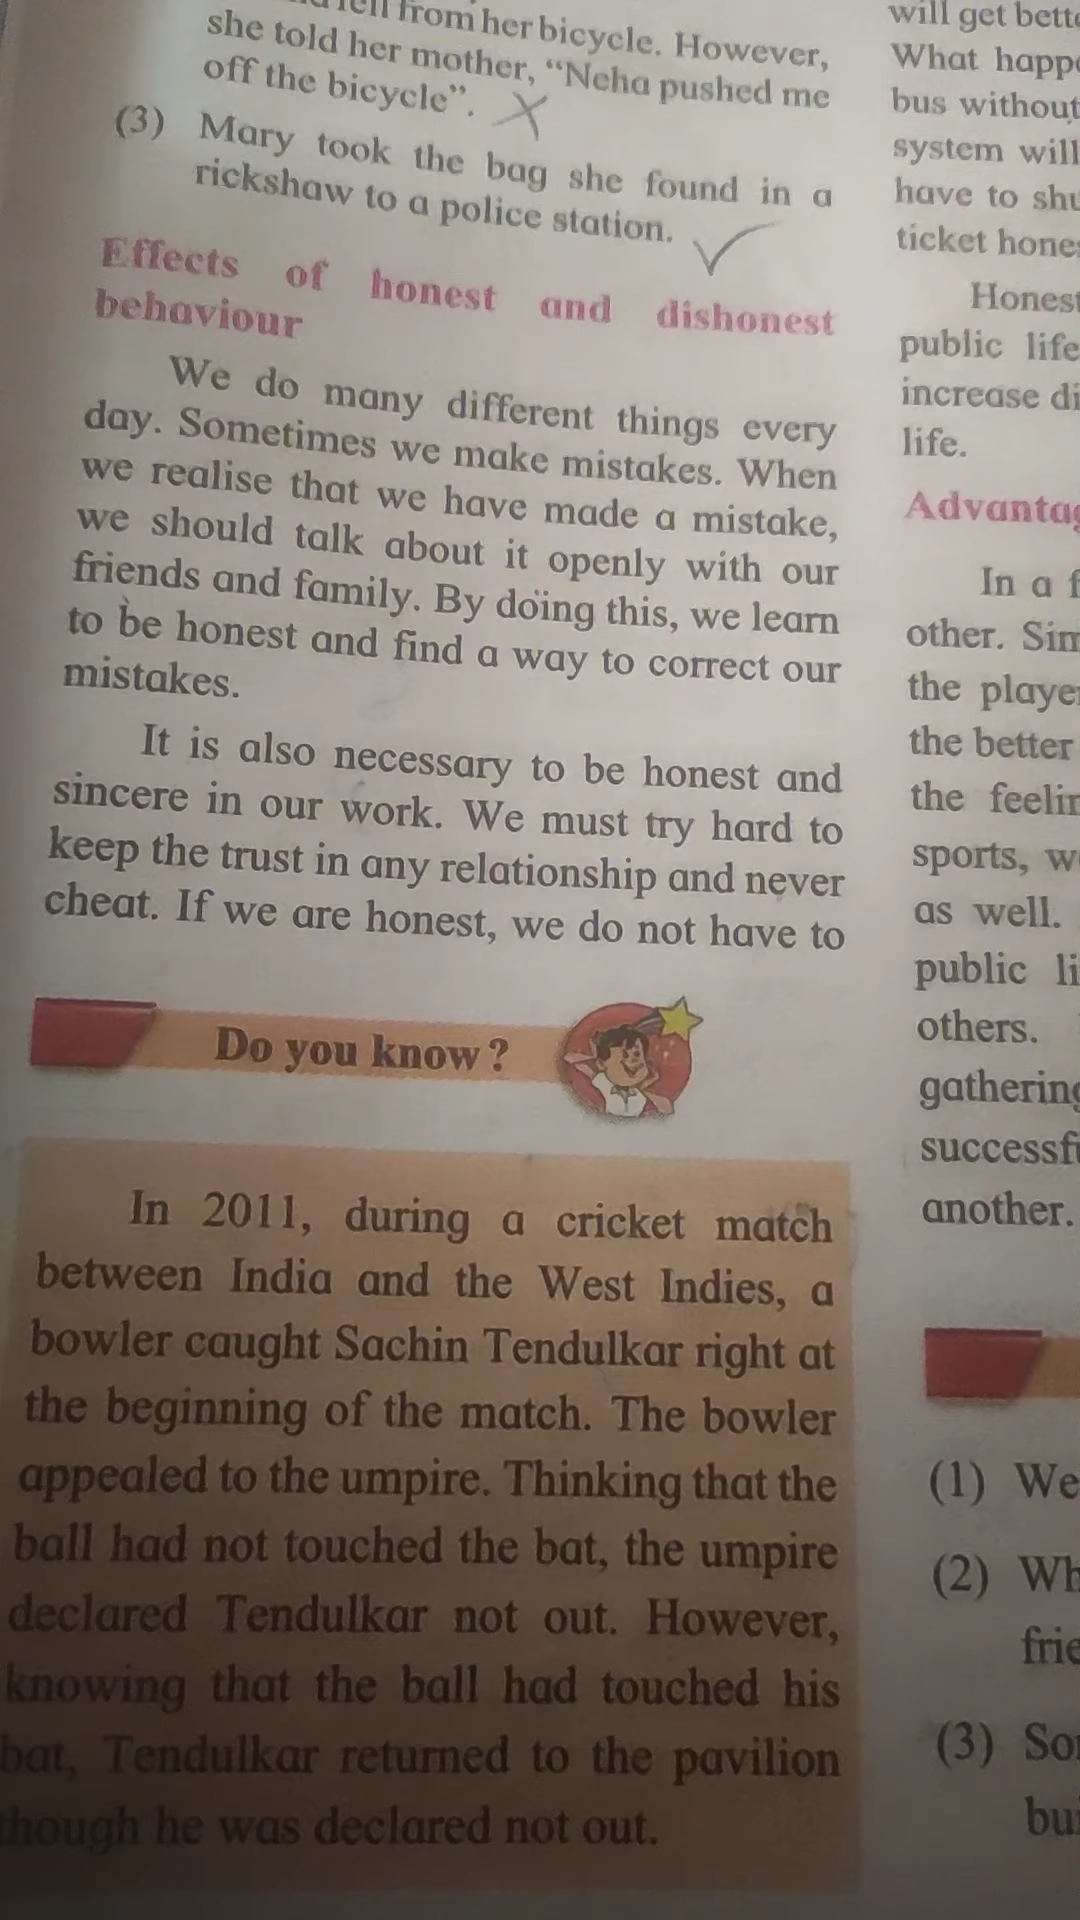 fell from her bicycle. However,
she told her mother, “Neha pushed me
off the bicycle”.
(3) Mary took the bag she found in a
rickshaw to a police station.
Effects of honest and dishonest
behaviour
We do many different things every
day. Sometimes we make mistakes. When
we realise that we have made a mistake,
we should talk about it openly with our
friends and family. By doing this, we learn
to be honest and find a way to correct our
mistakes.
It is also necessary to be honest and
sincere in our work. We must try hard to
keep the trust in any relationship and never
cheat. If we are honest, we do not have to
Do you know?
In 2011, during a cricket match
between India and the West Indies, a
bowler caught Sachin Tendulkar right at
the beginning of the match. The bowler
appealed to the umpire. Thinking that the
ball had not touched the bat, the umpire
declared Tendulkar not out. However,
knowing that the ball had touched his
bat, Tendulkar returned to the pavilion
though he was declared not out.
will get
What
bus without
system will
have to
ticket
public life
increase
life.
In a
other.
the
the better
the
sports,
as well.
public
others.
another.
(1) We
(2)
(3)